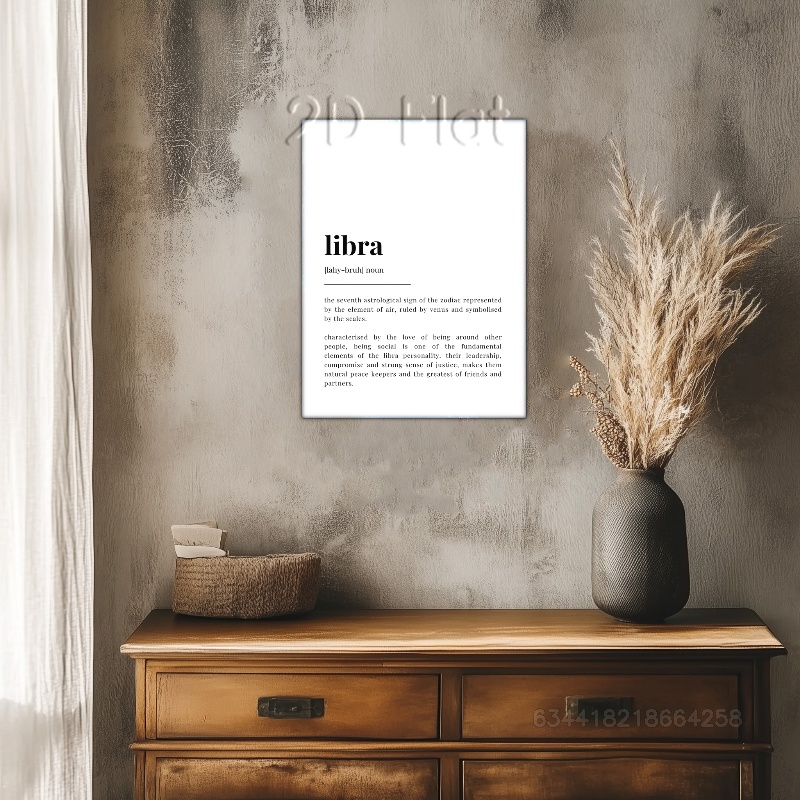 2D Flat
libra
[lahy-bruh] noun
the seventh astrological sign of the zodiac represented
by the element of air, ruled by venus and symbolised
by the scales.
characterised by the love of being around other
people, being social is one of the fundamental
elements of the libra personality. their leadership,
compromise and strong sense of justice, makes them
natural peace keepers and the greatest of friends and
partners.
634418218664258